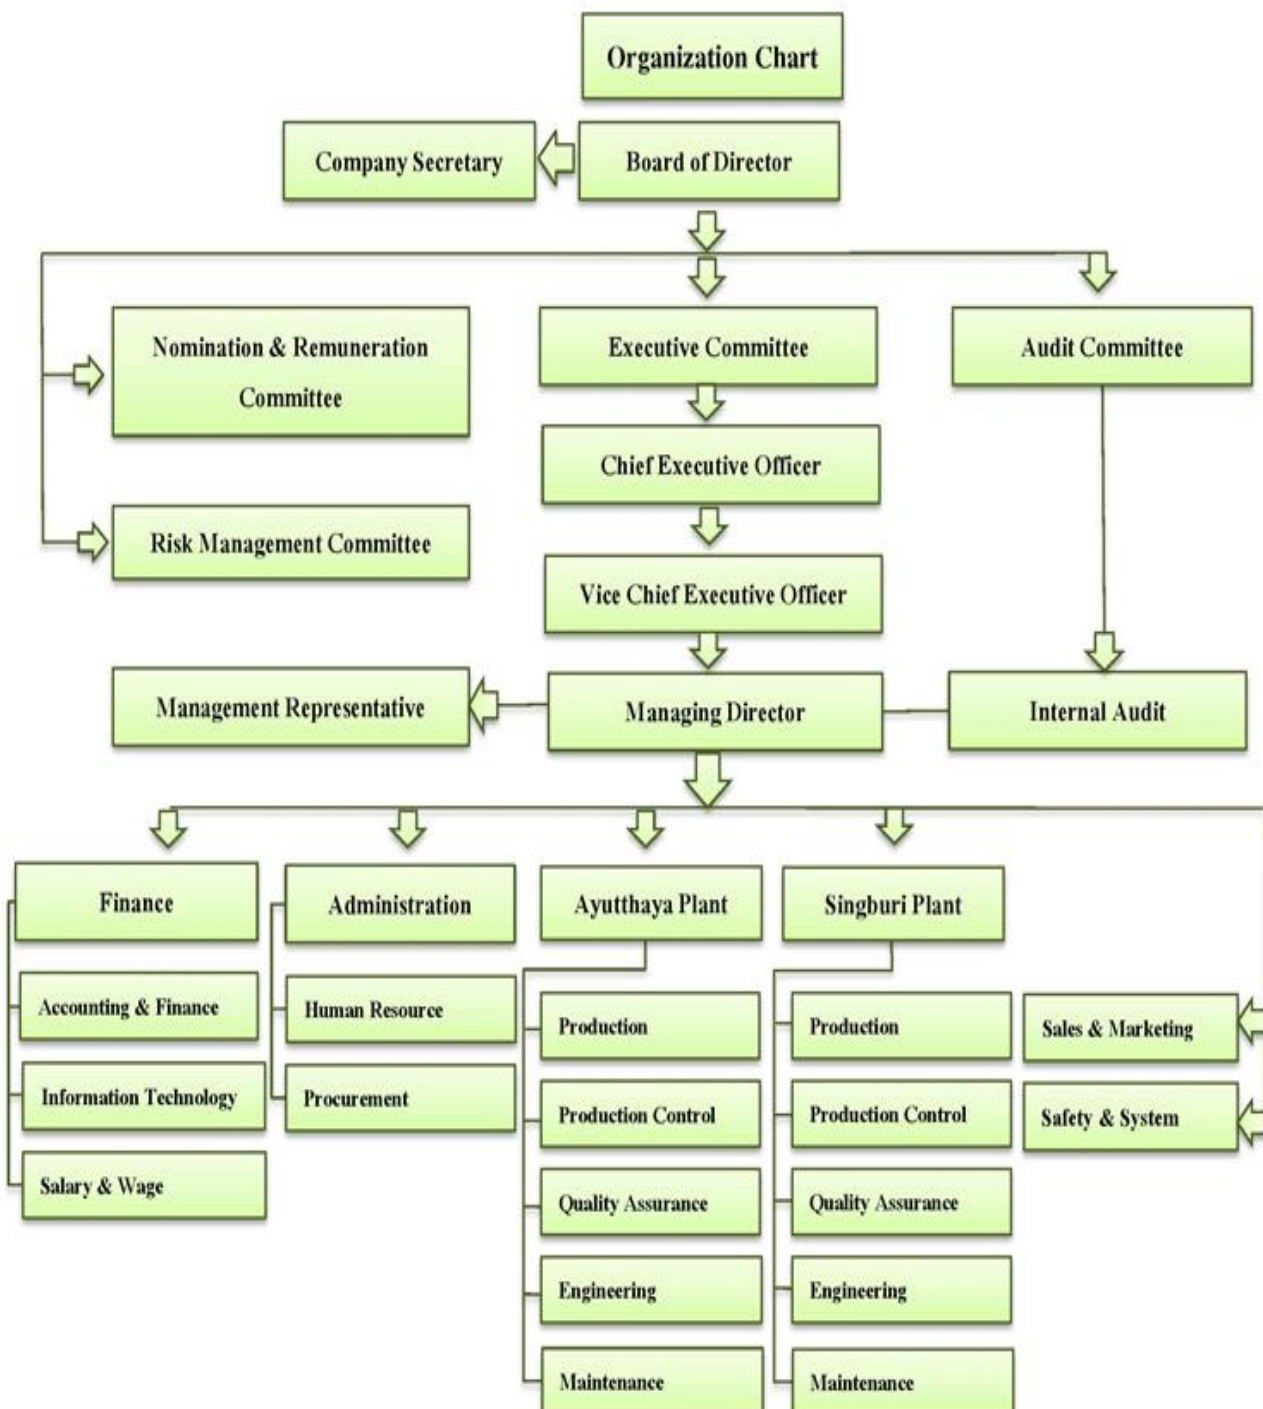 Organization Chart
Company Secretary
Board of Director
Nomination & Remuneration
Committee
Executive Committee
Audit Committee
Chief Executive Officer
Risk Management Committee
Vice Chief Executive Officer
Management Representative
Managing Director
Internal Audit
Finance
Administration
Ayutthaya Plant
Singburi Plant
Accounting & Finance
Human Resource
Production
Production
Sales & Marketing
Information Technology
Procurement
Production Control
Production Control
Safety & System
Salary & Wage
Quality Assurance
Quality Assurance
Engineering
Engineering
Maintenance
Maintenance